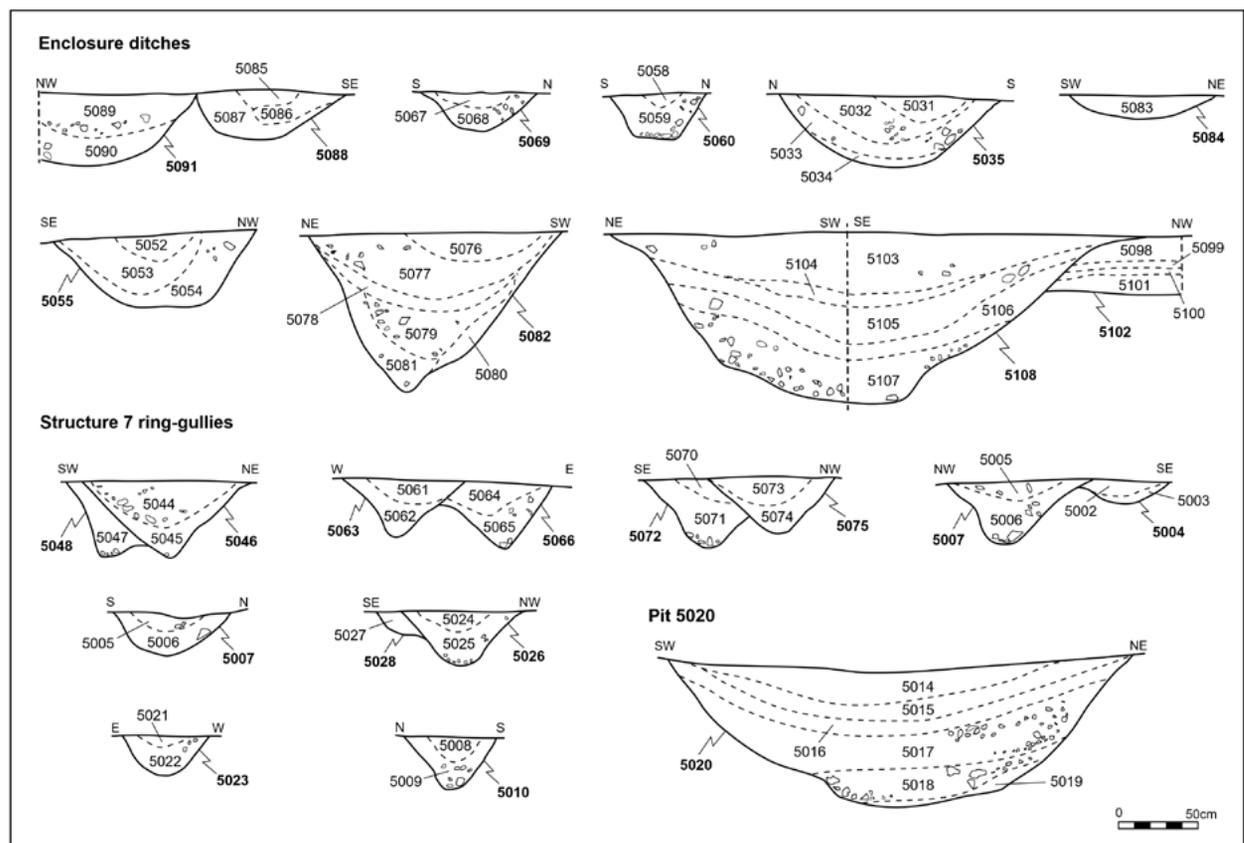 Enclosure ditches
NW
5085
SE
5089
5087
5086
5090
5091
5088
S
N
5067
5068
5069
S
5058
N
5059
5060
N
S
5032
5031
5033
5034
5035
SW
NE
5083
5084
SE
NW
5052
5053
5054
5055
NE
SW
5076
5077
5078
5079
5082
5081
5080
NE
SW
SE
NW
5103
5098
5099
5104
5101
5106
5100
5105
5102
5107
5108
Structure 7 ring-gullies
SW
NE
5044
5048
5047
5045
5046
W
E
5061
5064
5062
5065
5063
5066
SE
5070
NW
5073
5071
5074
5072
5075
NW
5005
SE
5003
5002
5006
5007
5004
S
N
5005
5006
5007
SE
NW
5024
5027
5025
5028
5026
E
5021
W
5022
5023
N
S
5008
5009
5010
Pit 5020
SW
NE
5014
5015
5016
5017
5020
5018
5019
0
50cm